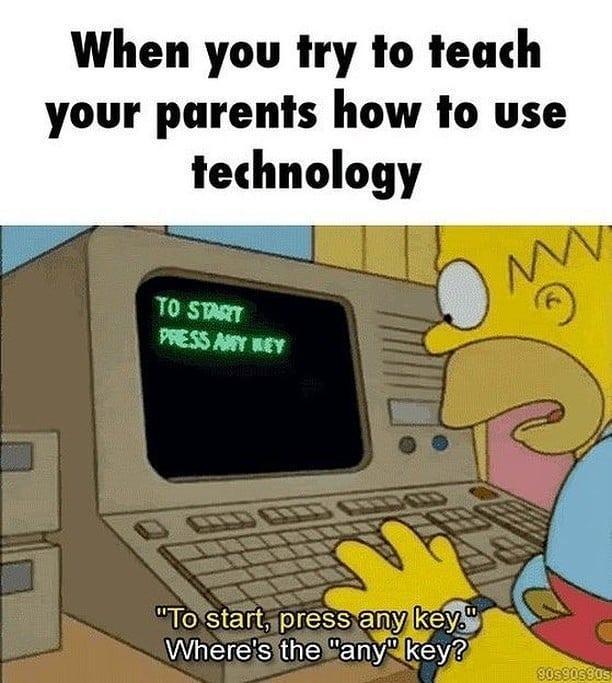 When you try to teach
your parents how to use
technology
TO START
PRESS ANY KEY
"To start, press any key."
Where's the "any" key?
90s90s90s